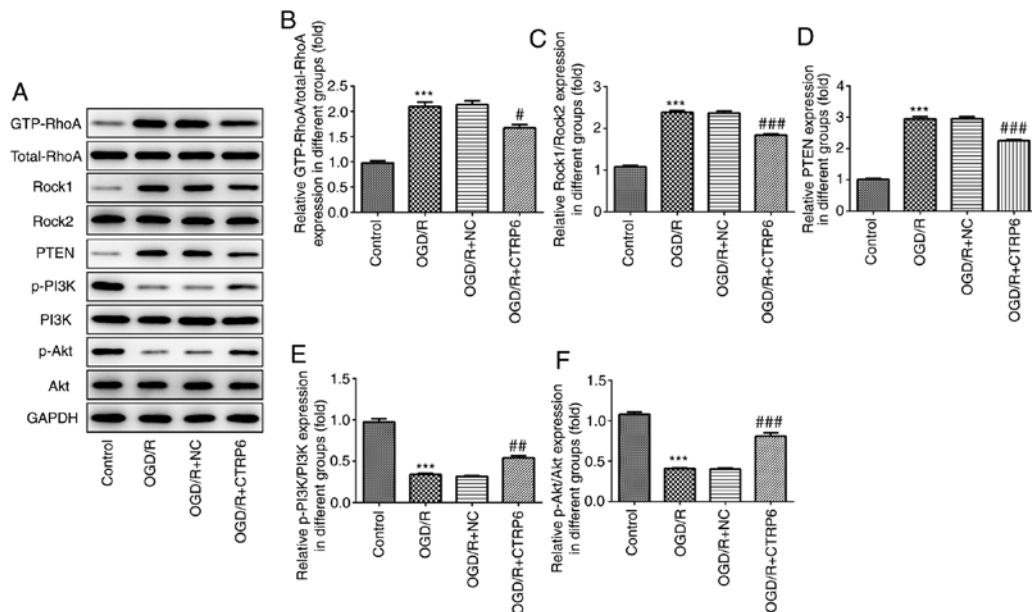 A
GTP-RhoA
Total-RhoA
Rock1
Rock2
PTEN
p-PI3K
PI3K
p-Akt
Akt
GAPDH
Control
OGD/R
OGD/R+NC
OGD/R+CTRP6
B
Relative GTP-RhoA/total-RhoA
expression in different groups (fold)
2.5
2.0
1.5
1.0
0.5
0.0
***
#
Control
OGD/R
OGD/R+NC
OGD/R+CTRP6
C
Relative Rock1/Rock2 expression
in different groups (fold)
3
2
1
0
***
###
Control
OGD/R
OGD/R+NC
OGD/R+CTRP6
D
Relative PTEN expression
in different groups (fold)
4
3
2
1
0
***
###
Control
OGD/R
OGD/R+NC
OGD/R+CTRP6
E
Relative p-PI3K/PI3K expression
in different groups (fold)
1.5
1.0
0.5
0.0
***
##
Control
OGD/R
OGD/R+NC
OGD/R+CTRP6
F
Relative p-Akt/Akt expression
in different groups (fold)
1.5
1.0
0.5
0.0
***
###
Control
OGD/R
OGD/R+NC
OGD/R+CTRP6